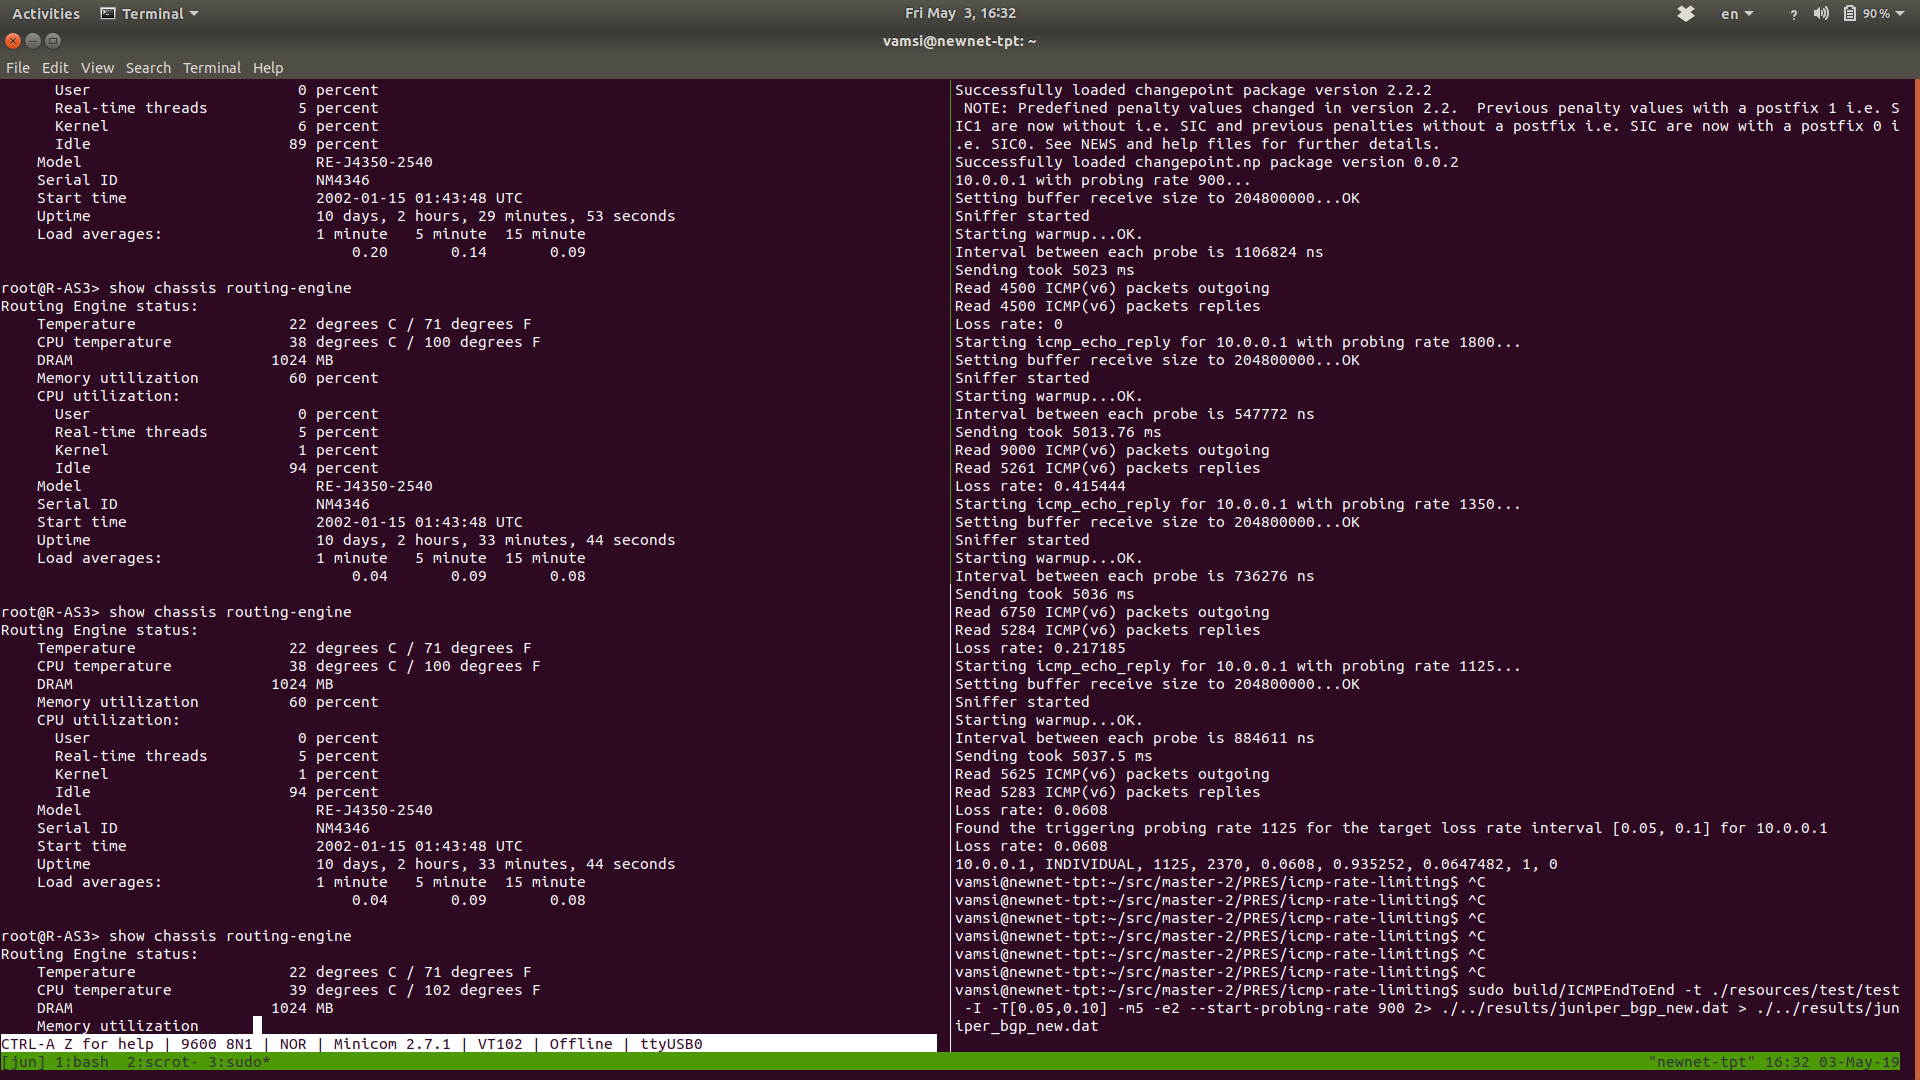 Activities Terminal Fri May 3, 16:32 en ? 90%
vamsi@newnet-tpt: ~
File Edit View Search Terminal Help
User 0 percent
Real-time threads 5 percent
Kernel 6 percent
Idle 89 percent
Model RE-J4350-2540
Serial ID NM4346
Start time 2002-01-15 01:43:48 UTC
Uptime 10 days, 2 hours, 29 minutes, 53 seconds
Load averages: 1 minute 5 minute 15 minute
0.20 0.14 0.09
root@R-AS3> show chassis routing-engine
Routing Engine status:
Temperature 22 degrees C / 71 degrees F
CPU temperature 38 degrees C / 100 degrees F
DRAM 1024 MB
Memory utilization 60 percent
CPU utilization:
User 0 percent
Real-time threads 5 percent
Kernel 1 percent
Idle 94 percent
Model RE-J4350-2540
Serial ID NM4346
Start time 2002-01-15 01:43:48 UTC
Uptime 10 days, 2 hours, 33 minutes, 44 seconds
Load averages: 1 minute 5 minute 15 minute
0.04 0.09 0.08
root@R-AS3> show chassis routing-engine
Routing Engine status:
Temperature 22 degrees C / 71 degrees F
CPU temperature 38 degrees C / 100 degrees F
DRAM 1024 MB
Memory utilization 60 percent
CPU utilization:
User 0 percent
Real-time threads 5 percent
Kernel 1 percent
Idle 94 percent
Model RE-J4350-2540
Serial ID NM4346
Start time 2002-01-15 01:43:48 UTC
Uptime 10 days, 2 hours, 33 minutes, 44 seconds
Load averages: 1 minute 5 minute 15 minute
0.04 0.09 0.08
root@R-AS3> show chassis routing-engine
Routing Engine status:
Temperature 22 degrees C / 71 degrees F
CPU temperature 39 degrees C / 102 degrees F
DRAM 1024 MB
Memory utilization
CTRL-A Z for help | 9600 8N1 | NOR | Minicom 2.7.1 | VT102 | Offline | ttyUSB0
Successfully loaded changepoint package version 2.2.2
NOTE: Predefined penalty values changed in version 2.2. Previous penalty values with a postfix 1 i.e. S
IC1 are now without i.e. SIC and previous penalties without a postfix i.e. SIC are now with a postfix 0 i
.e. SIC0. See NEWS and help files for further details.
Successfully loaded changepoint.np package version 0.0.2
10.0.0.1 with probing rate 900...
Setting buffer receive size to 204800000...OK
Sniffer started
Starting warmup...OK.
Interval between each probe is 1106824 ns
Sending took 5023 ms
Read 4500 ICMP(v6) packets outgoing
Read 4500 ICMP(v6) packets replies
Loss rate: 0
Starting icmp_echo_reply for 10.0.0.1 with probing rate 1800...
Setting buffer receive size to 204800000...OK
Sniffer started
Starting warmup...OK.
Interval between each probe is 547772 ns
Sending took 5013.76 ms
Read 9000 ICMP(v6) packets outgoing
Read 5261 ICMP(v6) packets replies
Loss rate: 0.415444
Starting icmp_echo_reply for 10.0.0.1 with probing rate 1350...
Setting buffer receive size to 204800000...OK
Sniffer started
Starting warmup...OK.
Interval between each probe is 736276 ns
Sending took 5036 ms
Read 6750 ICMP(v6) packets outgoing
Read 5284 ICMP(v6) packets replies
Loss rate: 0.217185
Starting icmp_echo_reply for 10.0.0.1 with probing rate 1125...
Setting buffer receive size to 204800000...OK
Sniffer started
Starting warmup...OK.
Interval between each probe is 884611 ns
Sending took 5037.5 ms
Read 5625 ICMP(v6) packets outgoing
Read 5283 ICMP(v6) packets replies
Loss rate: 0.0608
Found the triggering probing rate 1125 for the target loss rate interval [0.05, 0.1] for 10.0.0.1
Loss rate: 0.0608
10.0.0.1, INDIVIDUAL, 1125, 2370, 0.0608, 0.935252, 0.0647482, 1, 0
vamsi@newnet-tpt:~/src/master-2/PRES/icmp-rate-limiting$ ^C
vamsi@newnet-tpt:~/src/master-2/PRES/icmp-rate-limiting$ ^C
vamsi@newnet-tpt:~/src/master-2/PRES/icmp-rate-limiting$ ^C
vamsi@newnet-tpt:~/src/master-2/PRES/icmp-rate-limiting$ ^C
vamsi@newnet-tpt:~/src/master-2/PRES/icmp-rate-limiting$ ^C
vamsi@newnet-tpt:~/src/master-2/PRES/icmp-rate-limiting$ ^C
vamsi@newnet-tpt:~/src/master-2/PRES/icmp-rate-limiting$ sudo build/ICMPEndToEnd -t ./resources/test/test
-I -T[0.05,0.10] -m5 -e2 --start-probing-rate 900 2> ./../results/juniper_bgp_new.dat > ./../results/jun
iper_bgp_new.dat
[jun] 1:bash 2:scrot- 3:sudo* "newnet-tpt" 16:32 03-May-19